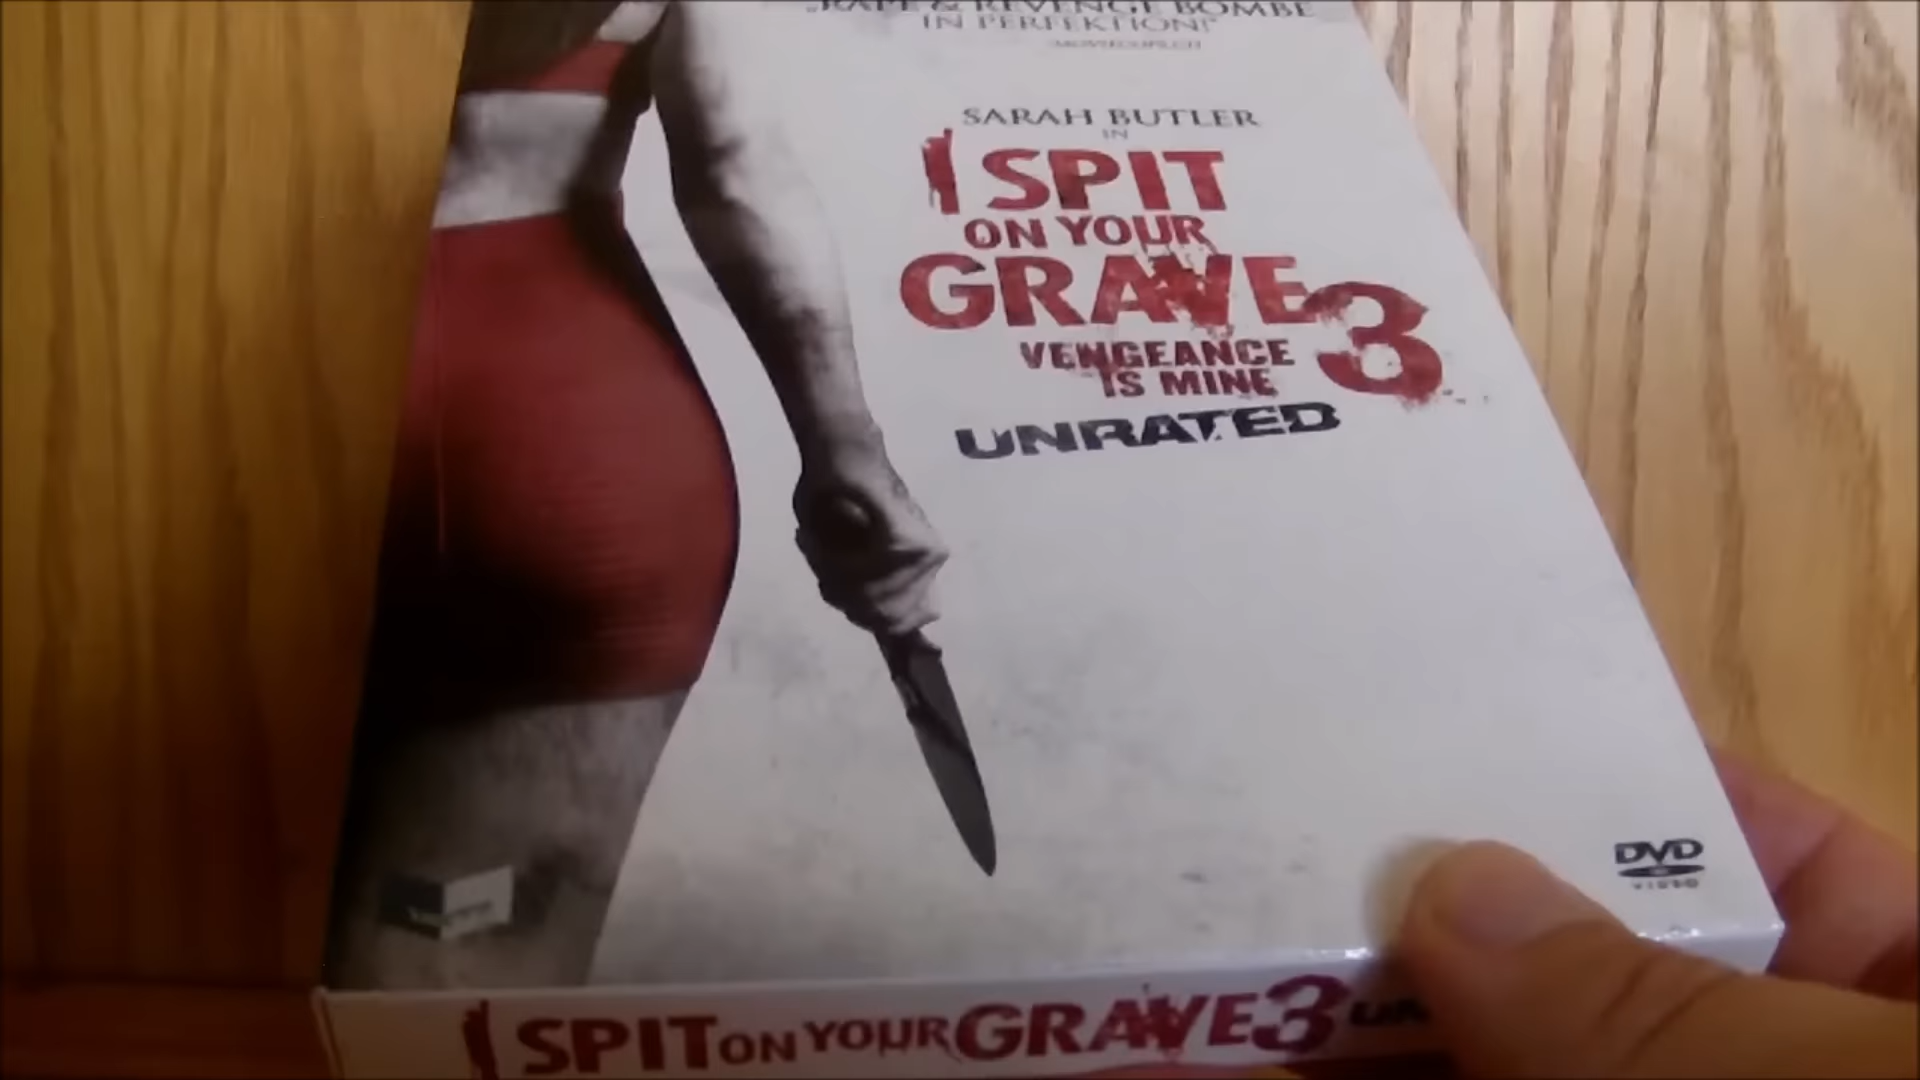 „RAPE & REVENGE BOMBE
IN PERFEKTION!"
SARAH BUTLER
IN
I SPIT
ON YOUR
GRAVE 3
VENGEANCE
IS MINE
UNRATED
DVD
VIDEO
I SPIT ON YOUR GRAVE 3